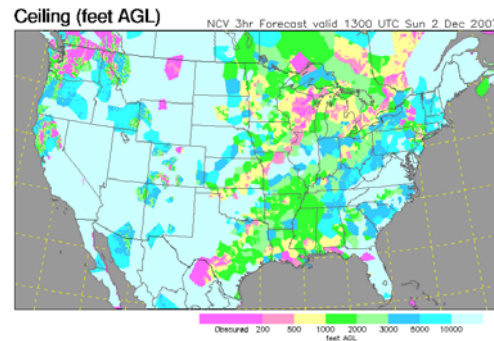 Ceiling (feet AGL)
NCV 3hr Forecast valid 1300 UTC Sun 2 Dec 2007
Obscured 200 500 1000 2000 3000 5000 10000
feet AGL